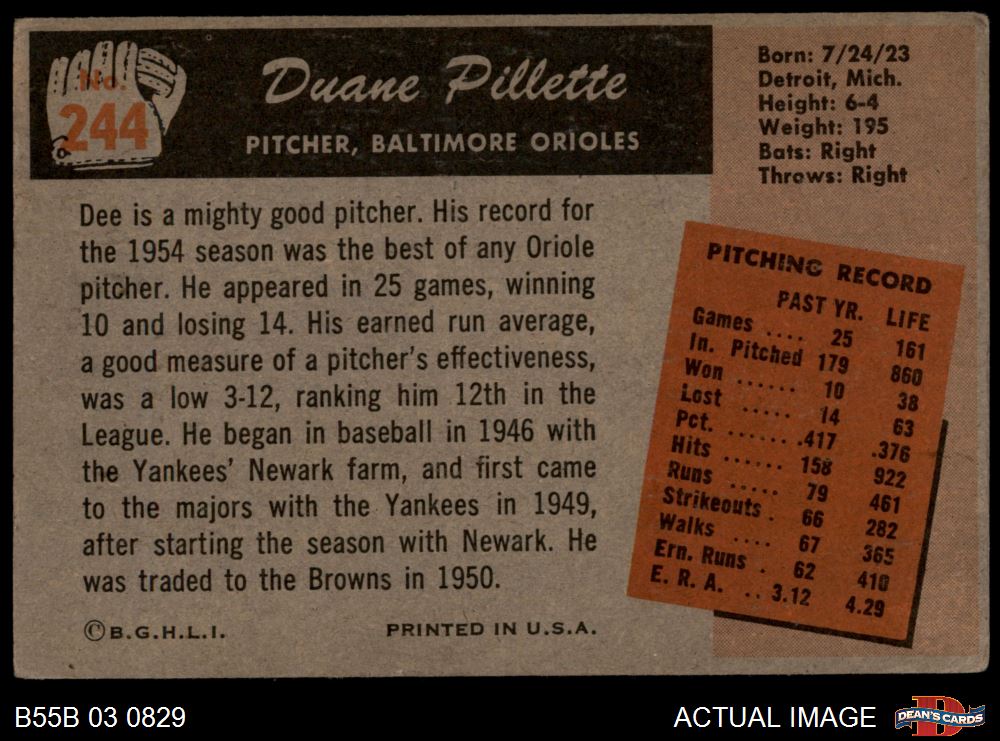 No.
244
Duane Pillette
PITCHER, BALTIMORE ORIOLES
Born: 7/24/23
Detroit, Mich.
Height: 6-4
Weight: 195
Bats: Right
Throws: Right
Dee is a mighty good pitcher. His record for
the 1954 season was the best of any Oriole
pitcher. He appeared in 25 games, winning
10 and losing 14. His earned run average,
a good measure of a pitcher's effectiveness,
was a low 3-12, ranking him 12th in the
League. He began in baseball in 1946 with
the Yankees' Newark farm, and first came
to the majors with the Yankees in 1949,
after starting the season with Newark. He
was traded to the Browns in 1950.
©B.G.H.L.I. PRINTED IN U.S.A.
PITCHING RECORD
PAST YR. LIFE
Games .... 25 161
In. Pitched 179 860
Won ...... 10 38
Lost ..... 14 63
Pct. ....... .417 .376
Hits ...... 158 922
Runs ..... 79 461
Strikeouts . 66 282
Walks .... 67 365
Ern. Runs . 62 410
E. R. A. .. 3.12 4.29
B55B 03 0829
ACTUAL IMAGE
D
DEAN'S CARDS